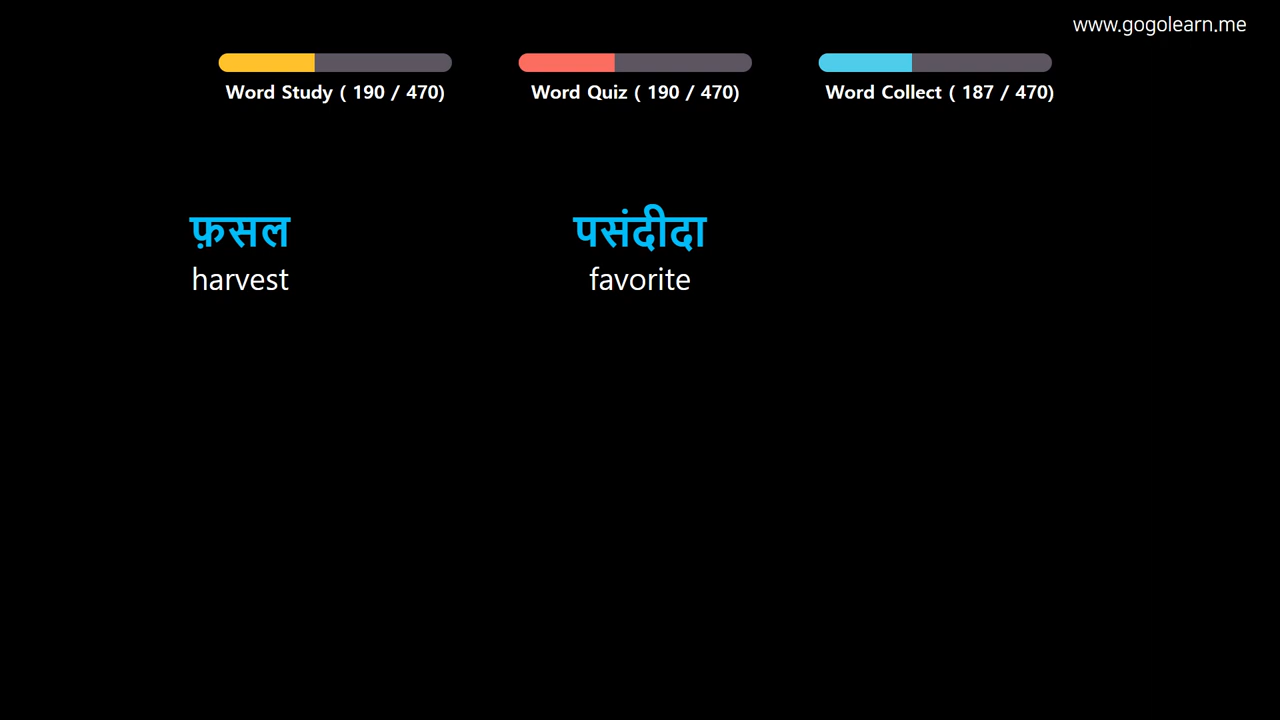 www.gogolearn.me
Word Study ( 190 / 470)
Word Quiz ( 190 / 470)
Word Collect ( 187 / 470)
फ़सल
harvest
पसंदीदा
favorite